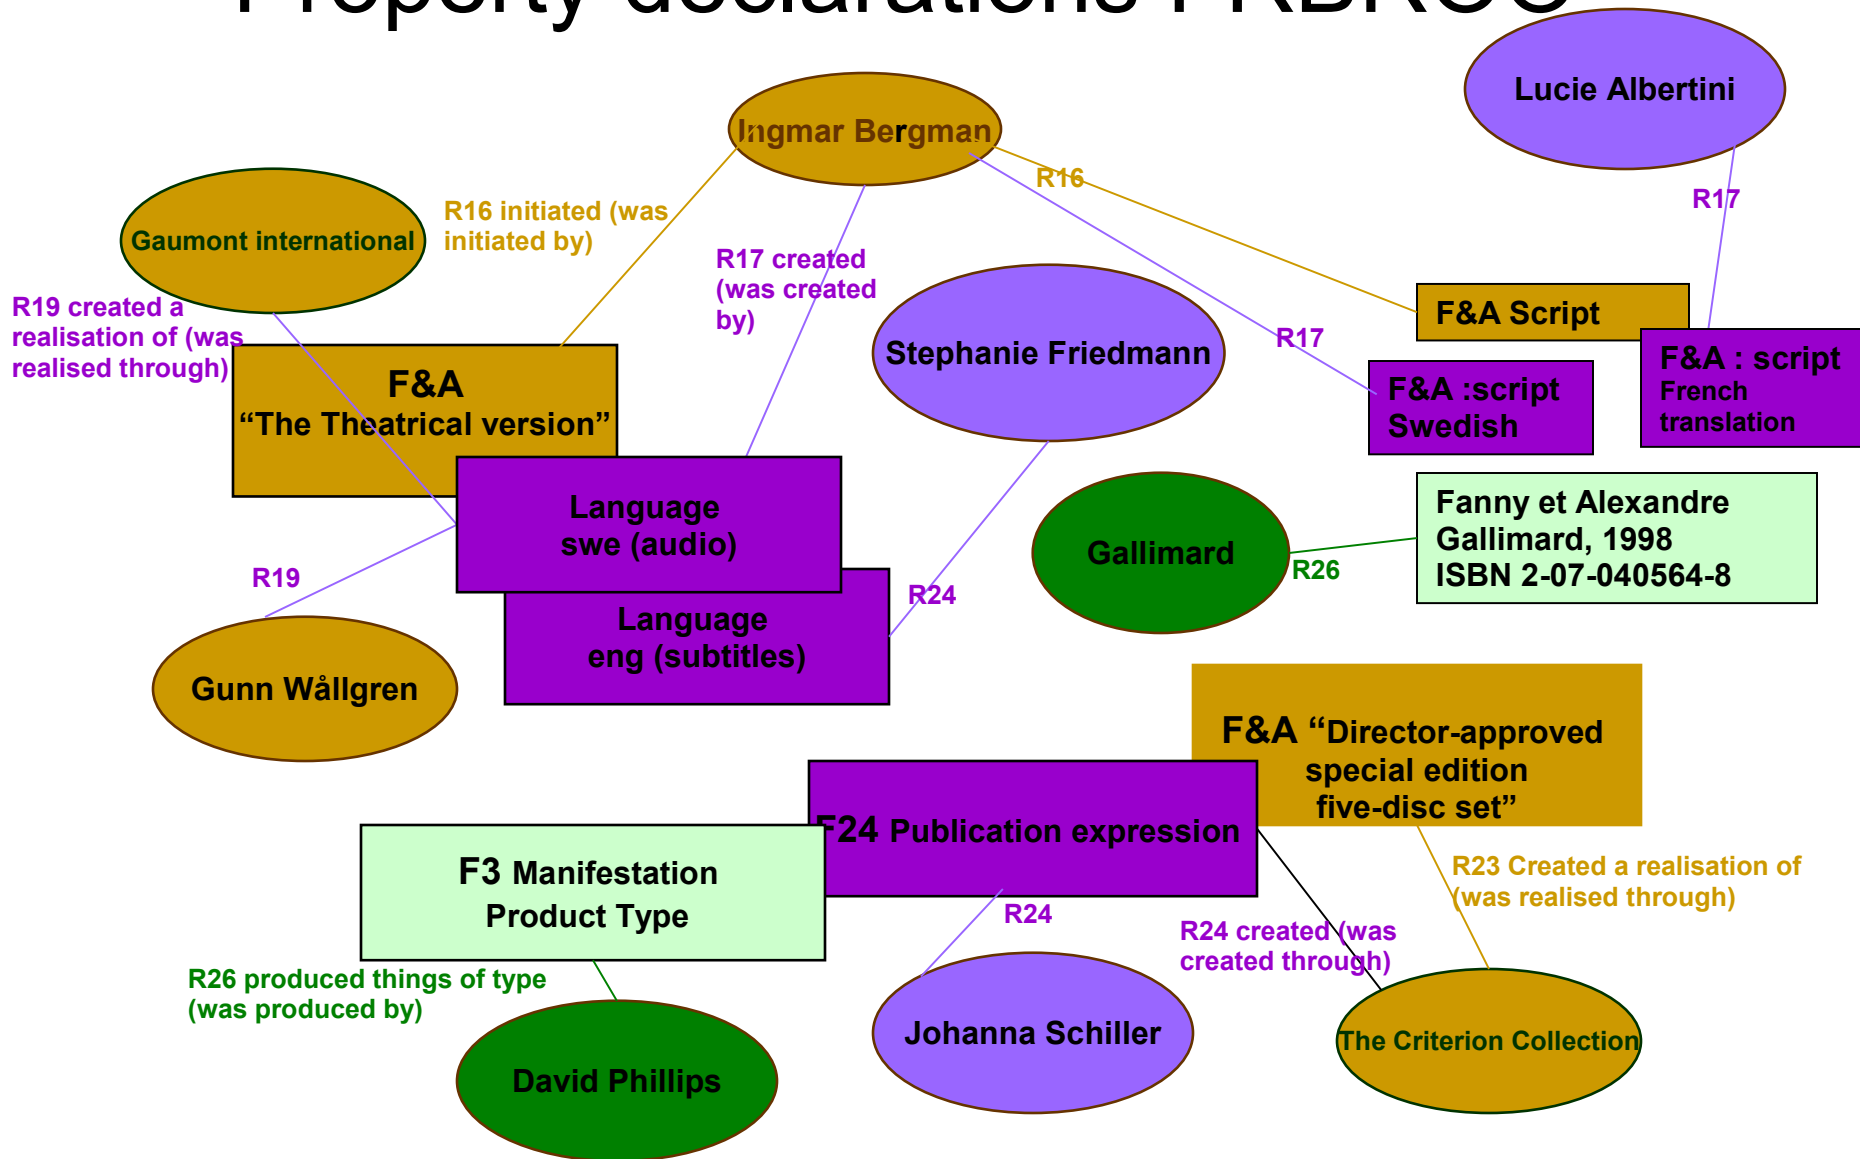 Property declarations FRBROO
Lucie Albertini
Ingmar Bergman
R16
R17
Gaumont international
R16 initiated (was
initiated by)
R17 created
(was created
by)
R19 created a
realisation of (was
realised through)
F&A Script
R17
Stephanie Friedmann
F&A : script
French
translation
F&A
“The Theatrical version”
F&A :script
Swedish
Language
swe (audio)
Fanny et Alexandre
Gallimard, 1998
ISBN 2-07-040564-8
Gallimard
R26
R19
R24
Language
eng (subtitles)
Gunn Wållgren
F&A “Director-approved
special edition
five-disc set”
F24 Publication expression
F3 Manifestation
Product Type
R23 Created a realisation of
(was realised through)
R24
R24 created (was
created through)
R26 produced things of type
(was produced by)
Johanna Schiller
The Criterion Collection
David Phillips